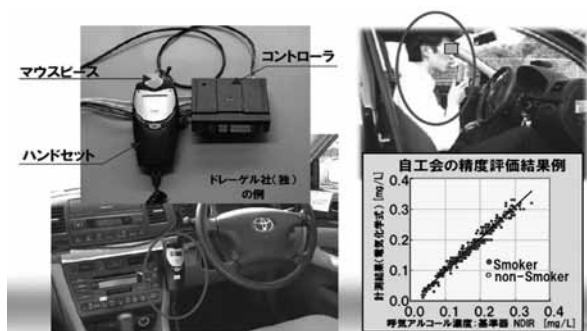 マウスピース
コントローラ
ハンドセット
ドレーゲル社(独)
の例
自工会の精度評価結果例
計測結果(電気化学式) [mg/L]
0.4
0.3
0.2
0.1
0.0
Smoker
non-Smoker
0.0 0.1 0.2 0.3 0.4
呼気アルコール濃度:基準器 NDIR [mg/L]